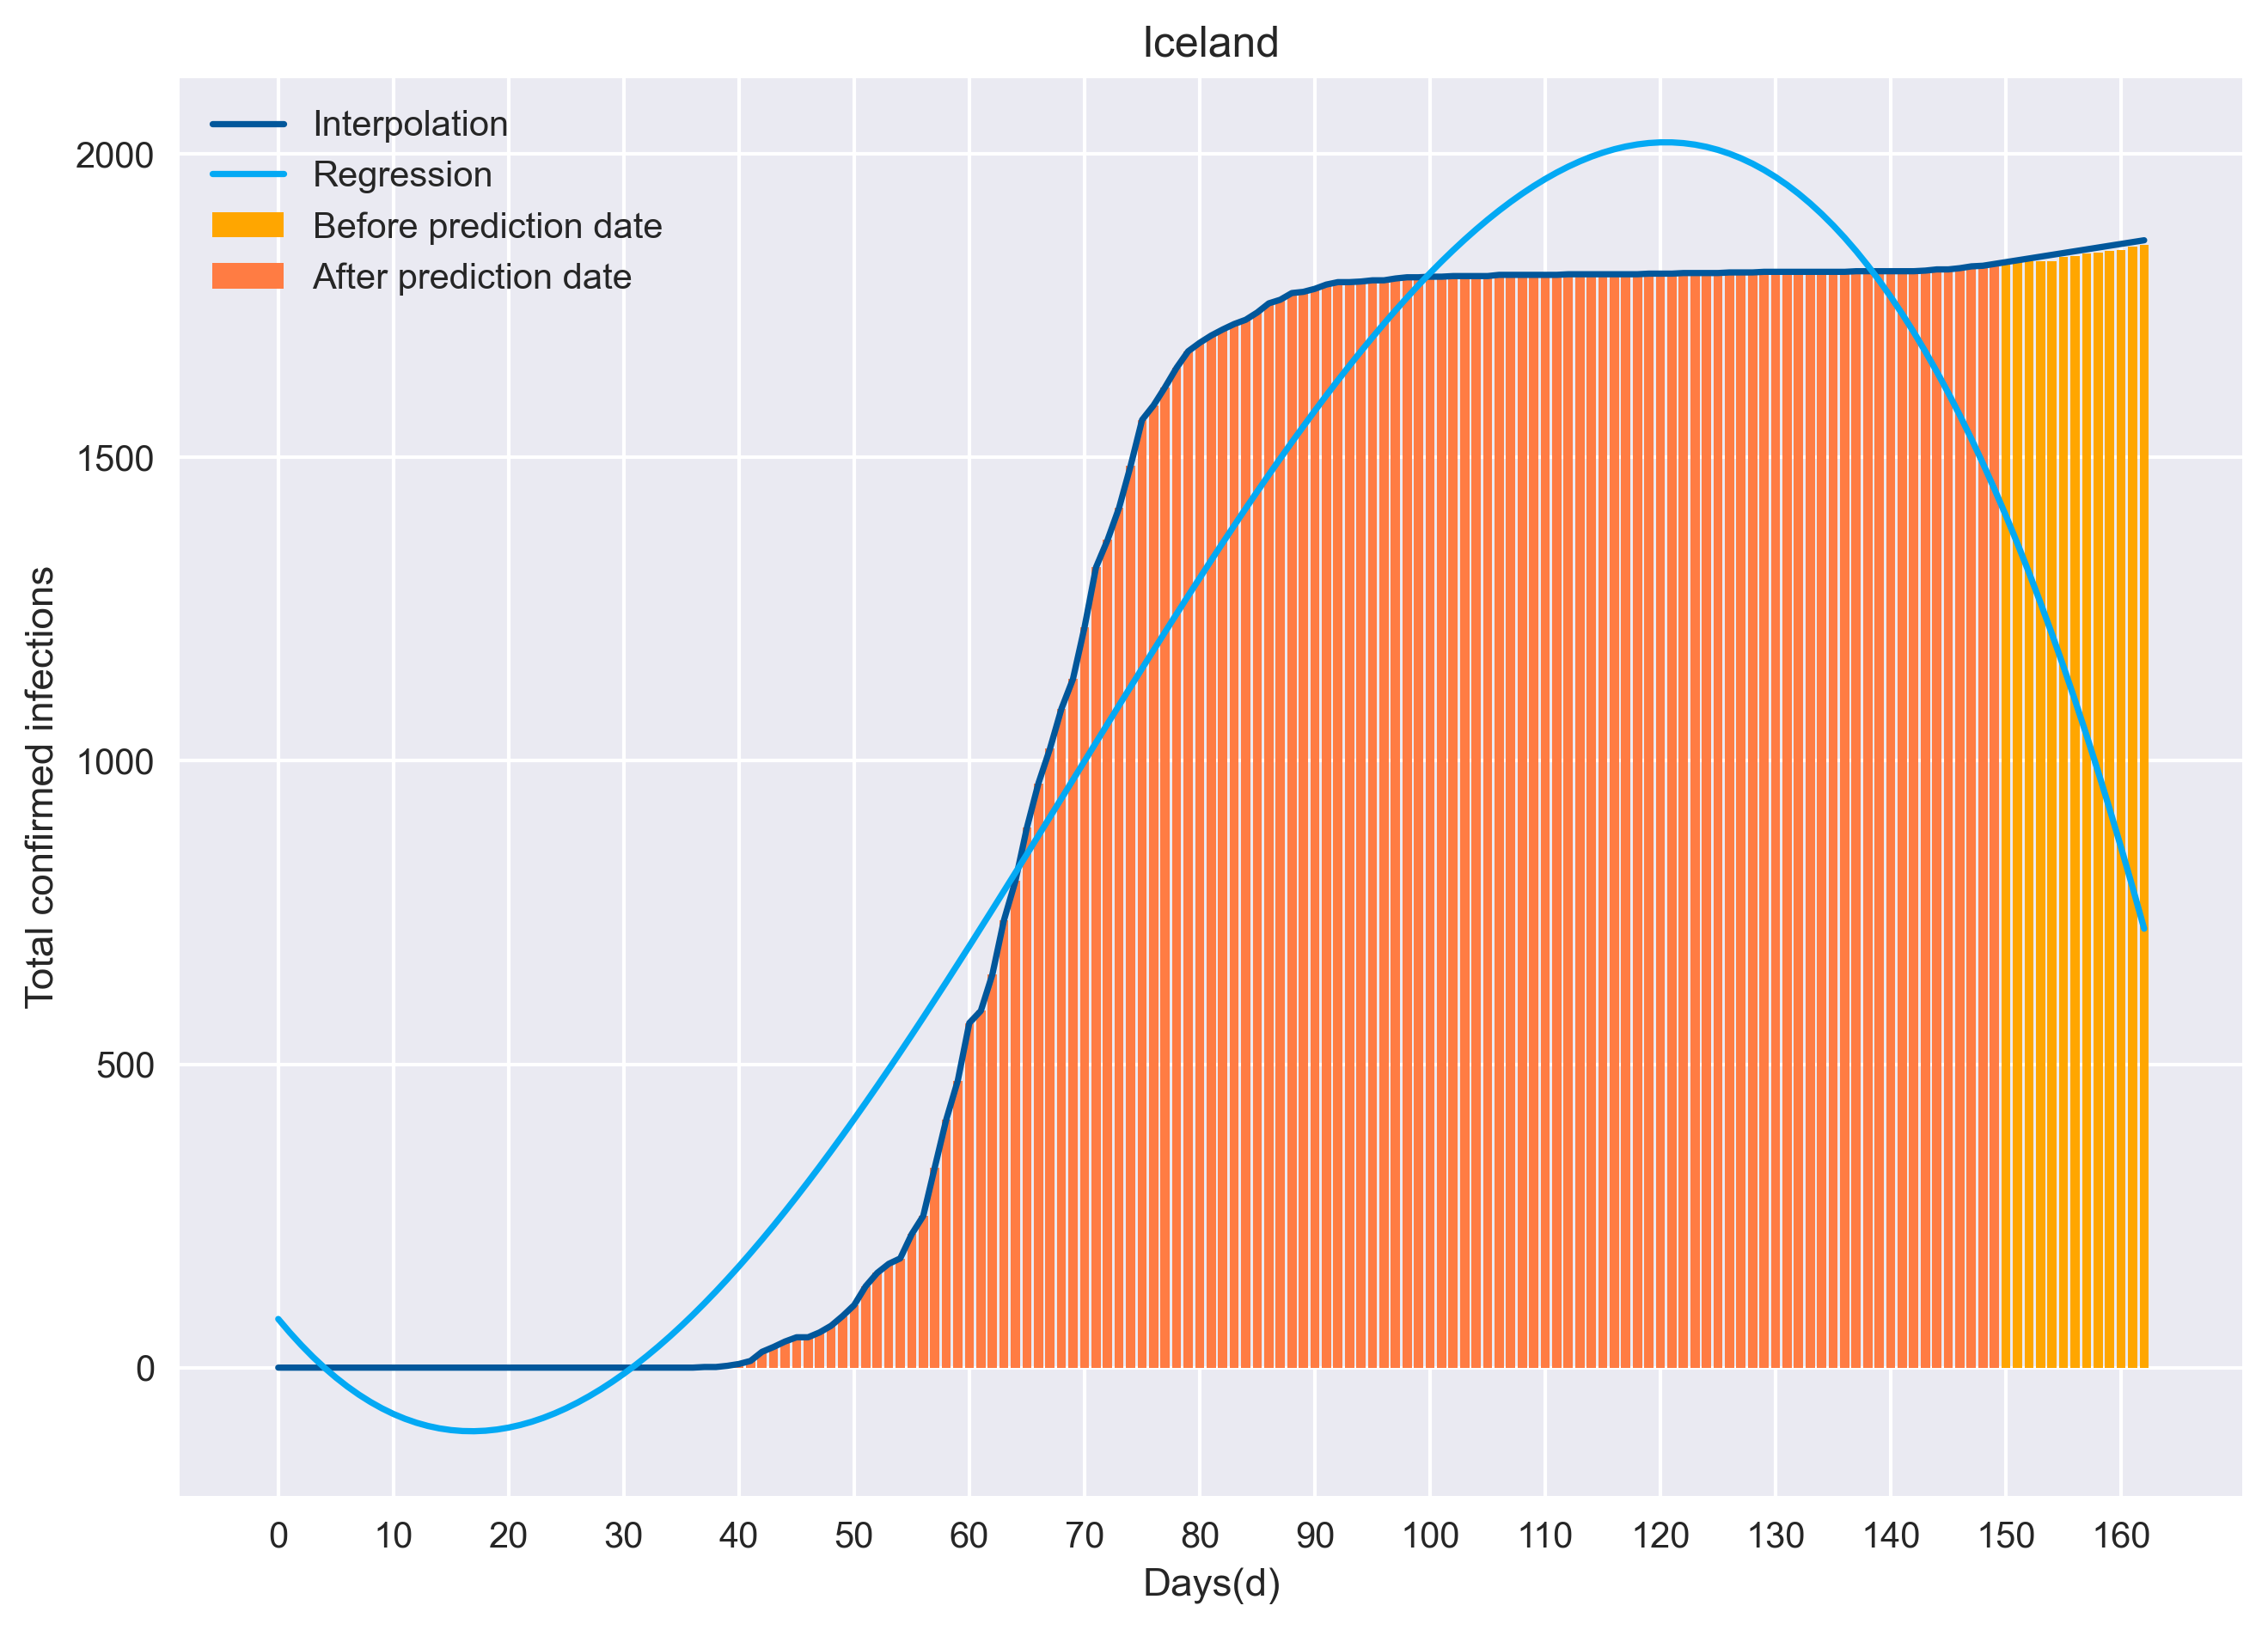 Iceland
Interpolation
Regression
Before prediction date
After prediction date
2000
1500
1000
500
0
Total confirmed infections
0 10 20 30 40 50 60 70 80 90 100 110 120 130 140 150 160
Days(d)